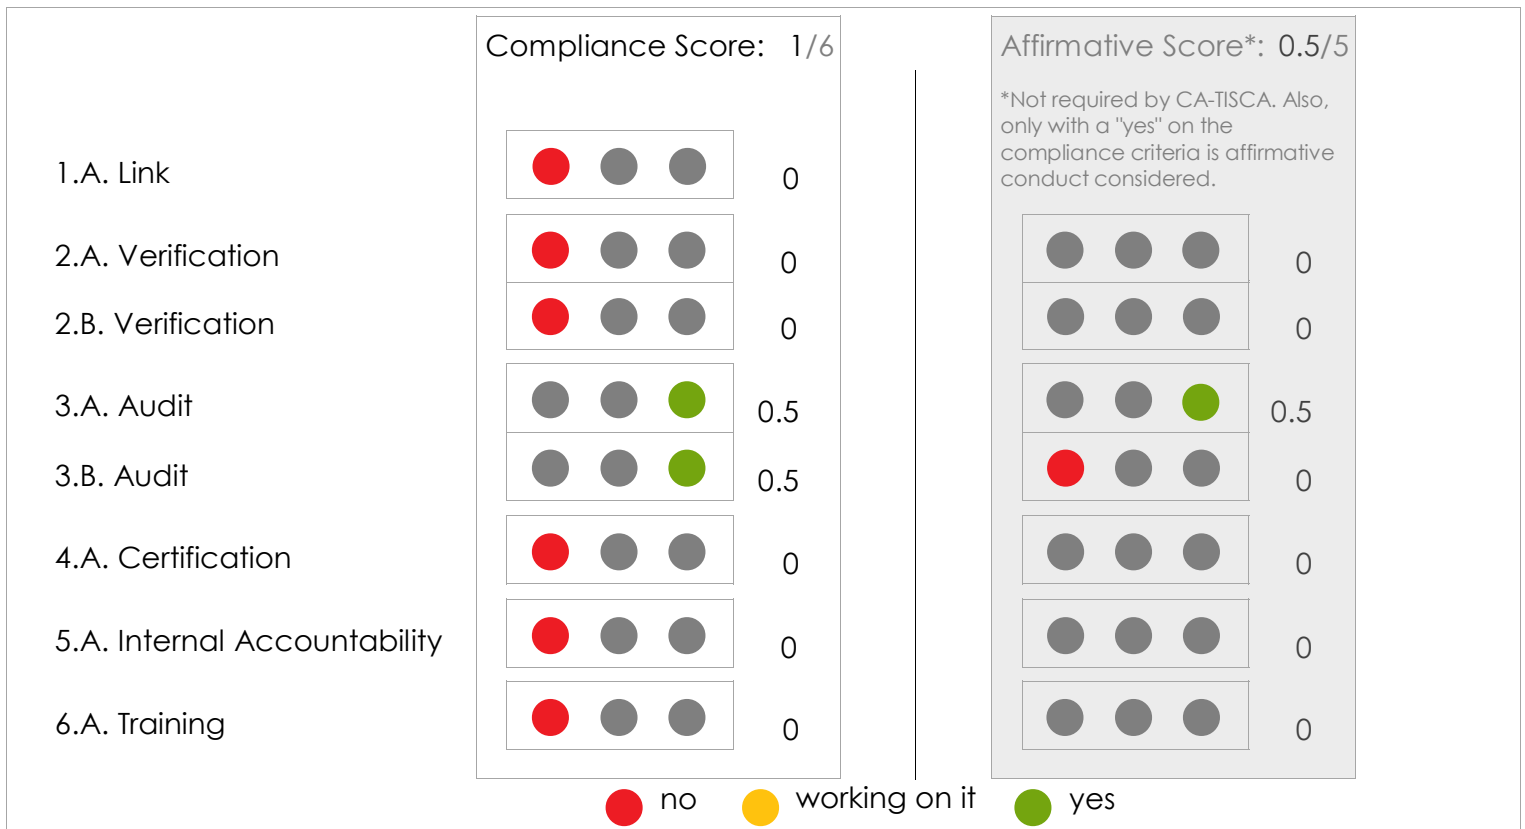 Compliance Score: 1/6
Affirmative Score*: 0.5/5
*Not required by CA-TISCA. Also,
only with a "yes" on the
compliance criteria is affirmative
conduct considered.
1.A. Link 0
2.A. Verification 0 0
2.B. Verification 0 0
3.A. Audit 0.5 0.5
3.B. Audit 0.5 0
4.A. Certification 0 0
5.A. Internal Accountability 0 0
6.A. Training 0 0
no working on it yes